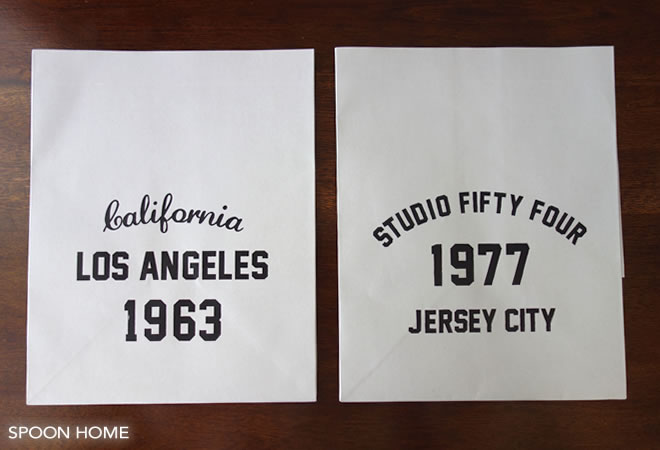 California
LOS ANGELES
1963
STUDIO FIFTY FOUR
1977
JERSEY CITY
SPOON HOME